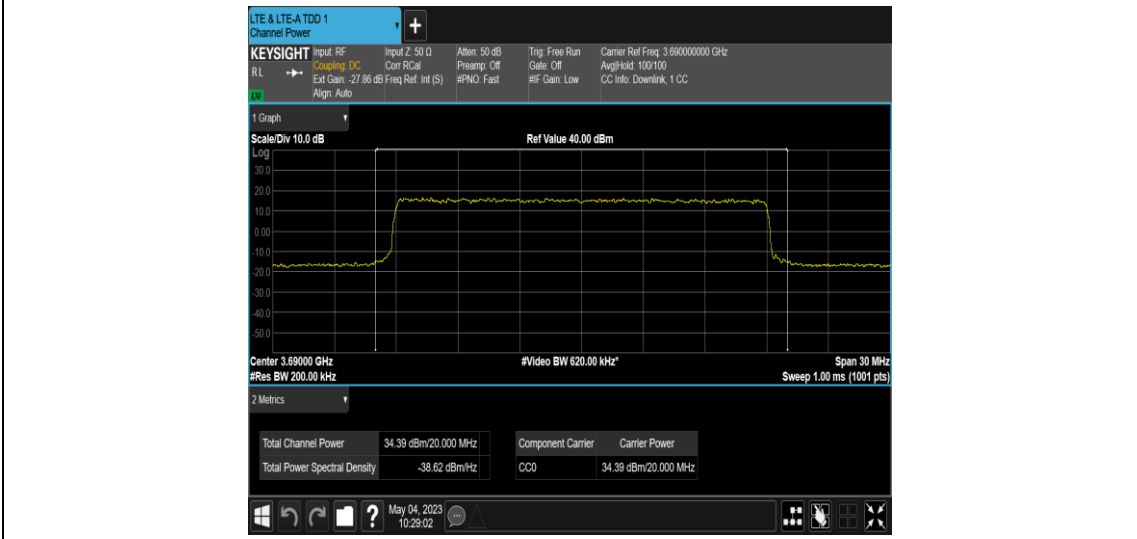 LTE & LTE-A TDD 1
Channel Power
KEYSIGHT
RL
Input: RF
Coupling: DC
Ext Gain: -27.86 dB
Align: Auto
Input Z: 50 Ω
Corr RCal
Freq Ref: Int (S)
Atten: 50 dB
Preamp: Off
#PNO: Fast
Trig: Free Run
Gate: Off
#IF Gain: Low
Carrier Ref Freq: 3.690000000 GHz
Avg|Hold: 100/100
CC Info: Downlink, 1 CC
1 Graph
Scale/Div 10.0 dB
Ref Value 40.00 dBm
Log
30.0
20.0
10.0
0.00
-10.0
-20.0
-30.0
-40.0
-50.0
Center 3.69000 GHz
#Video BW 620.00 kHz*
Span 30 MHz
#Res BW 200.00 kHz
Sweep 1.00 ms (1001 pts)
2 Metrics
Total Channel Power 34.39 dBm/20.000 MHz
Total Power Spectral Density -38.62 dBm/Hz
Component Carrier Carrier Power
CC0 34.39 dBm/20.000 MHz
May 04, 2023
10:29:02